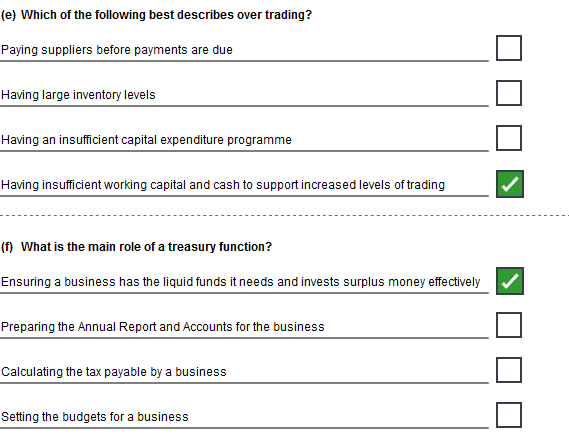 (e) Which of the following best describes over trading?
Paying suppliers before payments are due
Having large inventory levels
Having an insufficient capital expenditure programme
Having insufficient working capital and cash to support increased levels of trading
(f) What is the main role of a treasury function?
Ensuring a business has the liquid funds it needs and invests surplus money effectively
Preparing the Annual Report and Accounts for the business
Calculating the tax payable by a business
Setting the budgets for a business